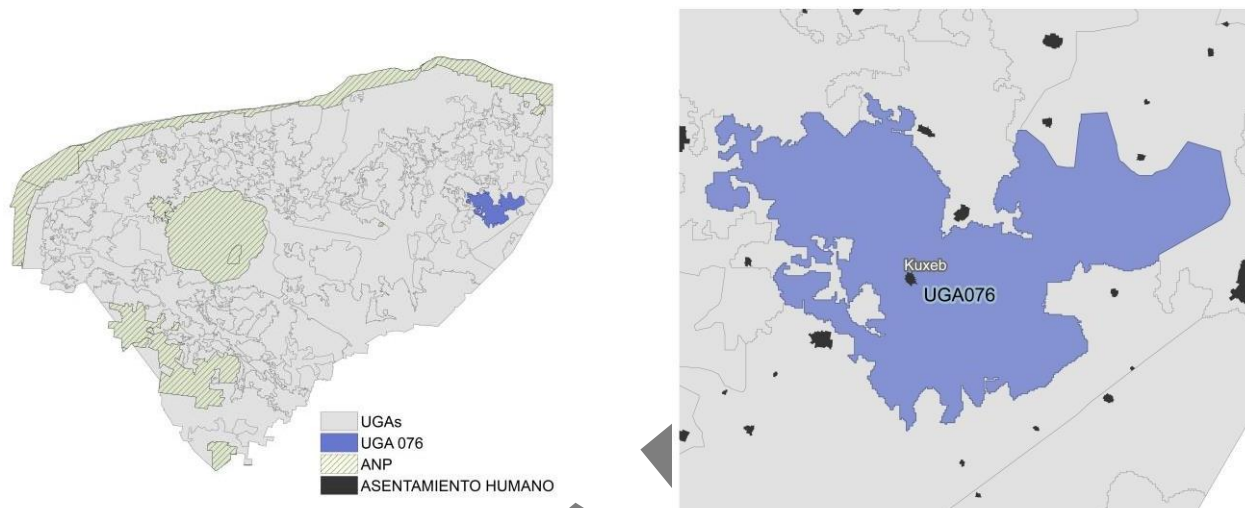 UGAs
UGA 076
ANP
ASENTAMIENTO HUMANO
Kuxeb
UGA076